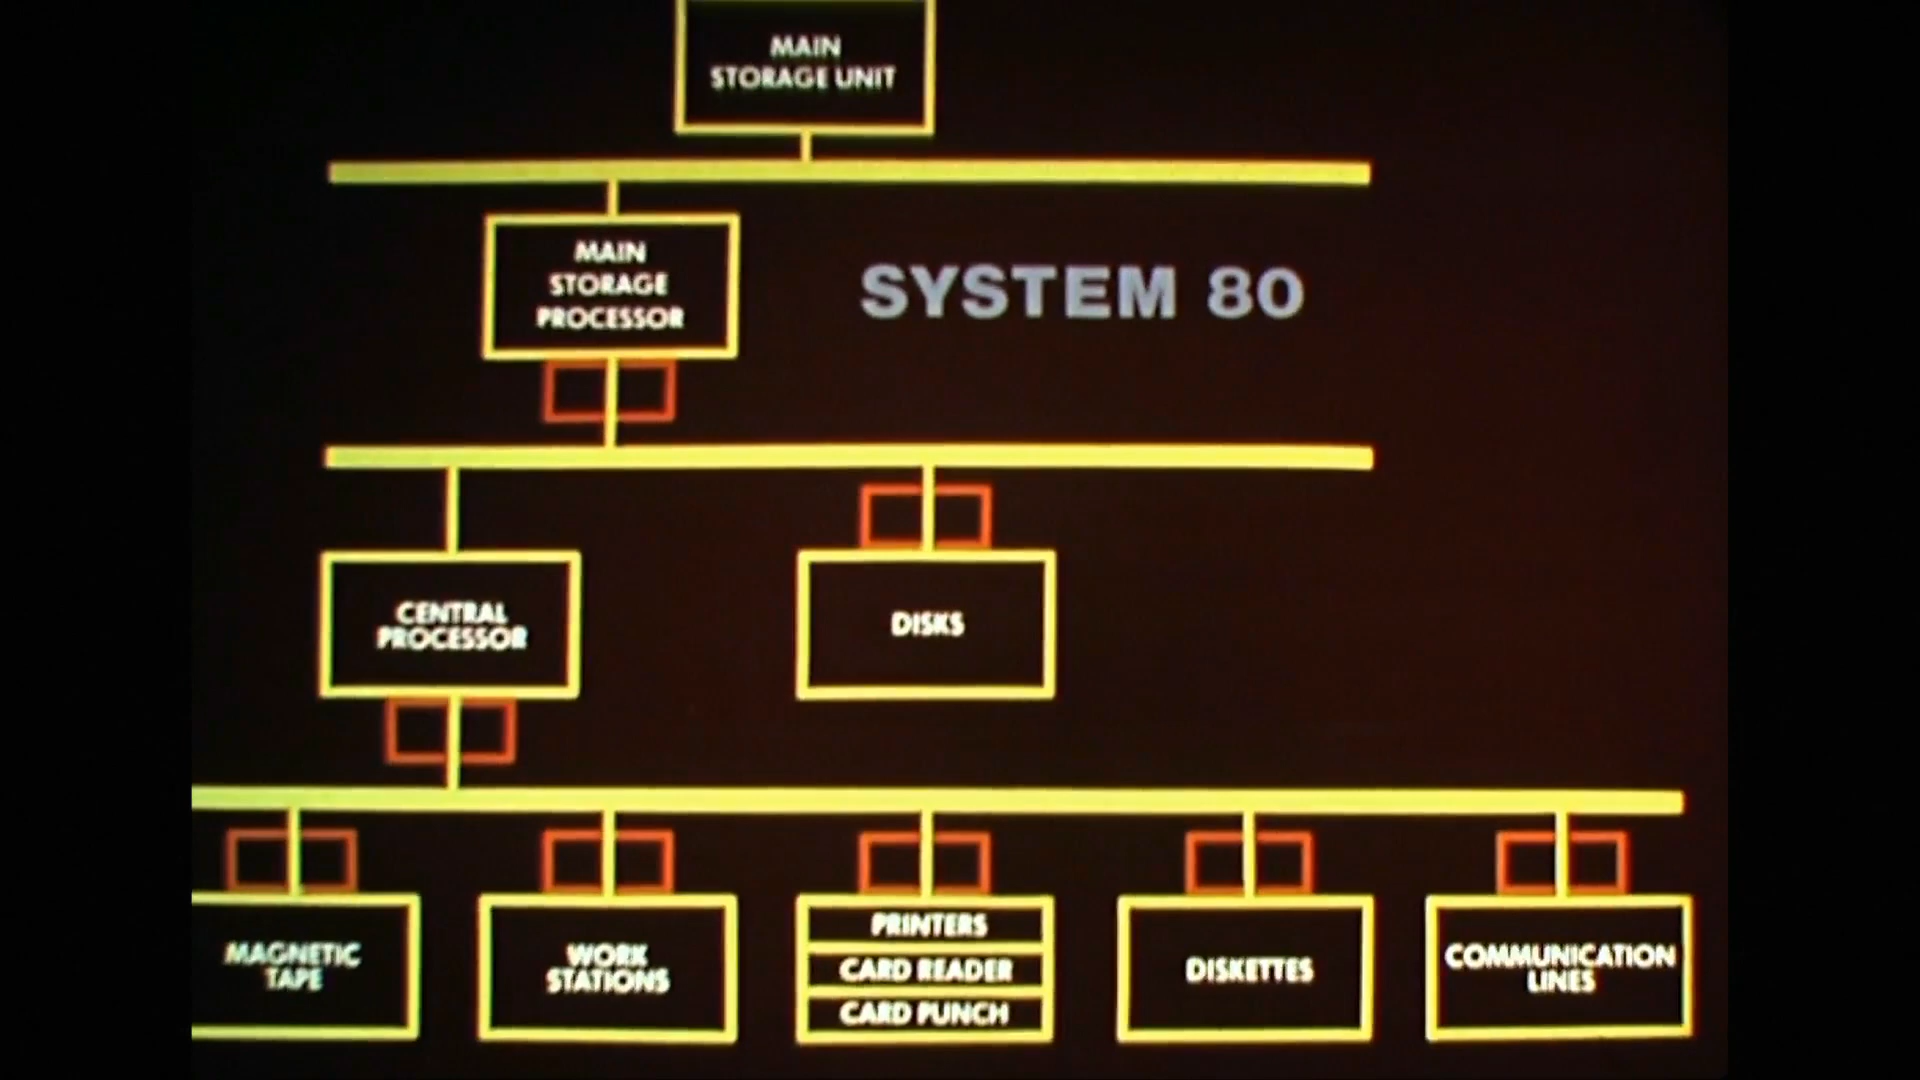 MAIN
STORAGE UNIT
MAIN
STORAGE
PROCESSOR
SYSTEM 80
CENTRAL
PROCESSOR
DISKS
MAGNETIC
TAPE
WORK
STATIONS
PRINTERS
CARD READER
CARD PUNCH
DISKETTES
COMMUNICATION
LINES